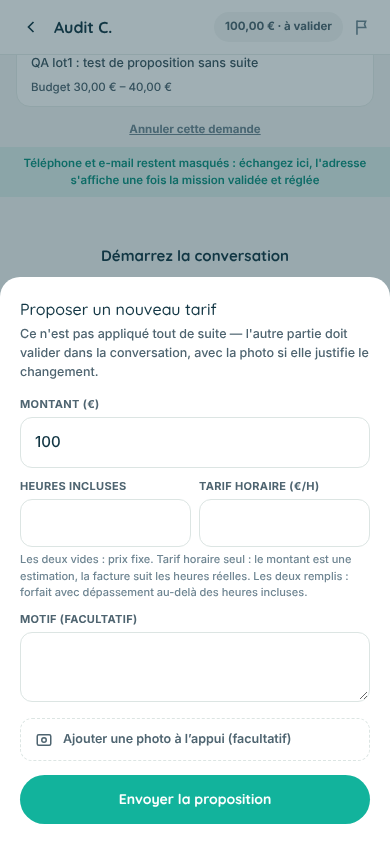 Audit C.
100,00 € · à valider
QA lot1 : test de proposition sans suite
Budget 30,00 € – 40,00 €
Annuler cette demande
Téléphone et e-mail restent masqués : échangez ici, l'adresse
s'affiche une fois la mission validée et réglée
Démarrez la conversation
Proposer un nouveau tarif
Ce n'est pas appliqué tout de suite — l'autre partie doit
valider dans la conversation, avec la photo si elle justifie le
changement.
MONTANT (€)
100
HEURES INCLUSES
TARIF HORAIRE (€/H)
Les deux vides : prix fixe. Tarif horaire seul : le montant est une
estimation, la facture suit les heures réelles. Les deux remplis :
forfait avec dépassement au-delà des heures incluses.
MOTIF (FACULTATIF)
Ajouter une photo à l'appui (facultatif)
Envoyer la proposition